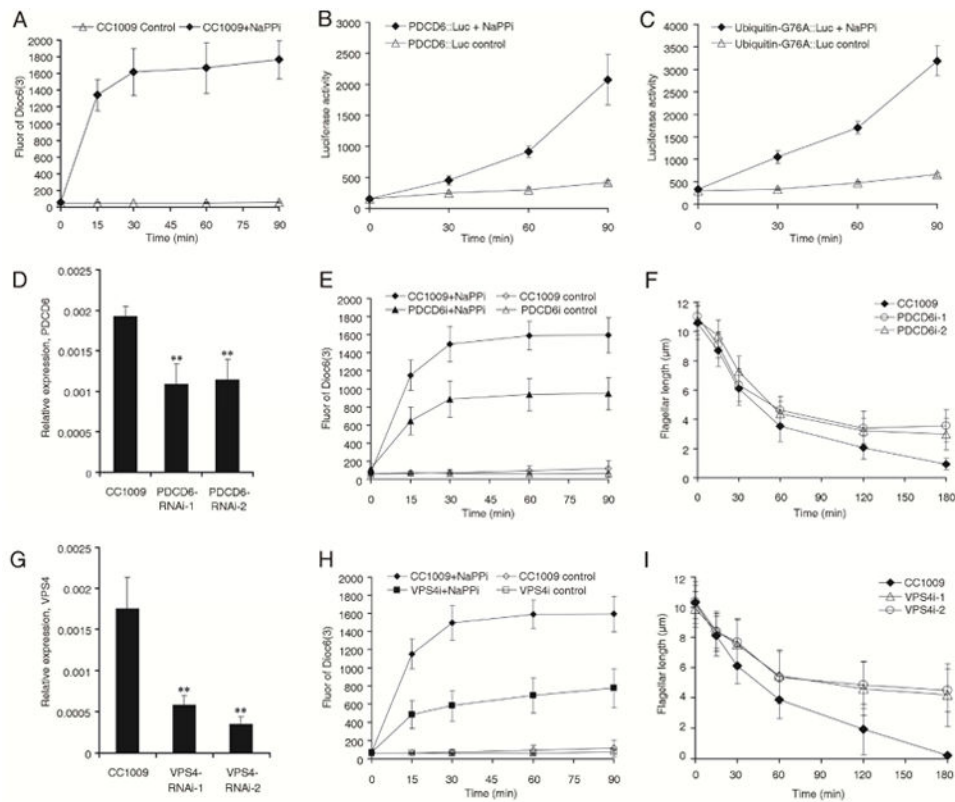 A
CC1009 Control
CC1009+NaPPi
Fluor of Dioc6(3)
2000
1800
1600
1400
1200
1000
800
600
400
200
0
0 15 30 45 60 75 90
Time (min)
B
PDCD6::Luc + NaPPi
PDCD6::Luc control
Luciferase activity
3000
2500
2000
1500
1000
500
0
0 30 60 90
Time (min)
C
Ubiquitin-G76A::Luc + NaPPi
Ubiquitin-G76A::Luc control
Luciferase activity
4000
3500
3000
2500
2000
1500
1000
500
0
0 30 60 90
Time (min)
D
Relative expression, PDCD6
0.0025
0.002
0.0015
0.001
0.0005
0
**
**
CC1009
PDCD6-
RNAi-1
PDCD6-
RNAi-2
E
CC1009+NaPPi
CC1009 control
PDCD6i+NaPPi
PDCD6i control
Fluor of Dioc6(3)
2000
1800
1600
1400
1200
1000
800
600
400
200
0
0 15 30 45 60 75 90
Time (min)
F
CC1009
PDCD6i-1
PDCD6i-2
Flagellar length (µm)
12
10
8
6
4
2
0
0 30 60 90 120 150 180
Time (min)
G
Relative expression, VPS4
0.0025
0.002
0.0015
0.001
0.0005
0
**
**
CC1009
VPS4-
RNAi-1
VPS4-
RNAi-2
H
CC1009+NaPPi
CC1009 control
VPS4i+NaPPi
VPS4i control
Fluor of Dioc6(3)
2000
1800
1600
1400
1200
1000
800
600
400
200
0
0 15 30 45 60 75 90
Time (min)
I
CC1009
VPS4i-1
VPS4i-2
Flagellar length (µm)
12
10
8
6
4
2
0
0 30 60 90 120 150 180
Time (min)